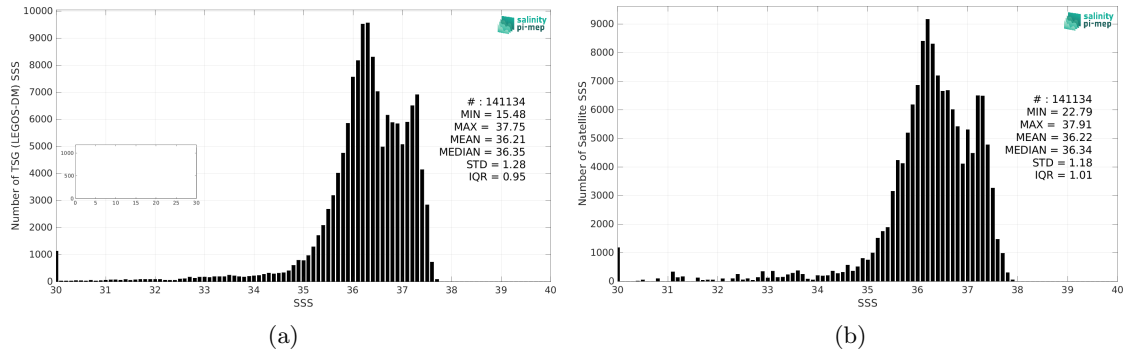 10000
9000
8000
7000
6000
5000
4000
3000
2000
1000
0
Number of TSG (LEGOS-DM) SSS
salinity
pi-mep
# : 141134
MIN = 15.48
MAX = 37.75
MEAN = 36.21
MEDIAN = 36.35
STD = 1.28
IQR = 0.95
1000
500
0
0 5 10 15 20 25 30
30 31 32 33 34 35 36 37 38 39 40
SSS
(a)
9000
8000
7000
6000
5000
4000
3000
2000
1000
0
Number of Satellite SSS
salinity
pi-mep
# : 141134
MIN = 22.79
MAX = 37.91
MEAN = 36.22
MEDIAN = 36.34
STD = 1.18
IQR = 1.01
30 31 32 33 34 35 36 37 38 39 40
SSS
(b)